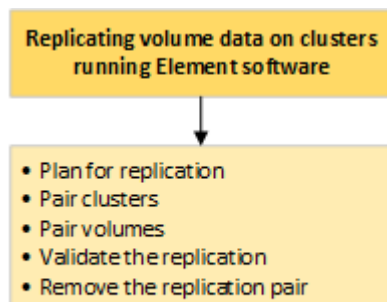 Replicating volume data on clusters
running Element software
• Plan for replication
• Pair clusters
• Pair volumes
• Validate the replication
• Remove the replication pair